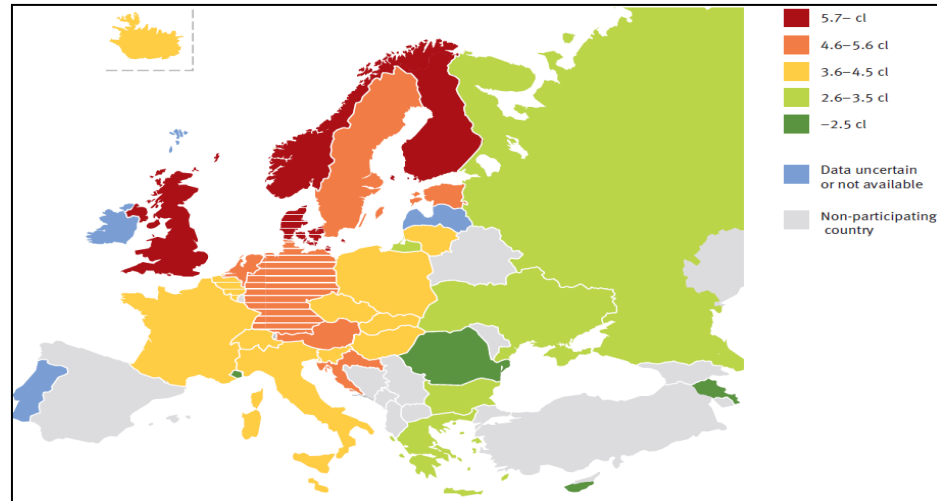 5.7– cl
4.6–5.6 cl
3.6–4.5 cl
2.6–3.5 cl
–2.5 cl
Data uncertain
or not available
Non-participating
country